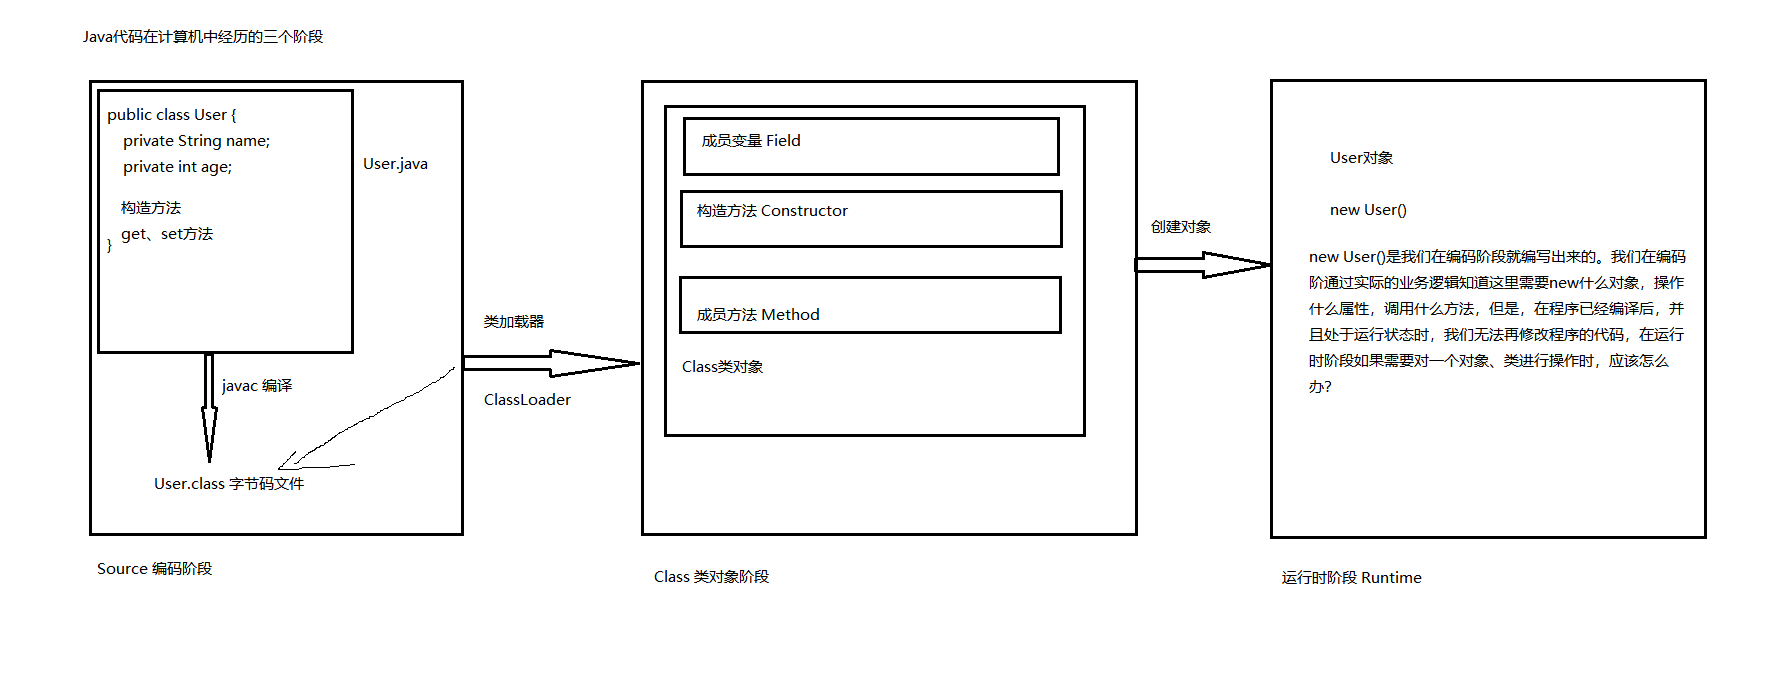 Java代码在计算机中经历的三个阶段
public class User {
private String name;
private int age;
构造方法
get、set方法
}
User.java
javac 编译
User.class 字节码文件
Source 编码阶段
类加载器
ClassLoader
成员变量 Field
构造方法 Constructor
成员方法 Method
Class类对象
Class 类对象阶段
创建对象
User对象
new User()
new User()是我们在编码阶段就编写出来的。我们在编码
阶通过实际的业务逻辑知道这里需要new什么对象，操作
什么属性，调用什么方法，但是，在程序已经编译后，并
且处于运行状态时，我们无法再修改程序的代码，在运行
时阶段如果需要对一个对象、类进行操作时，应该怎么
办？
运行时阶段 Runtime